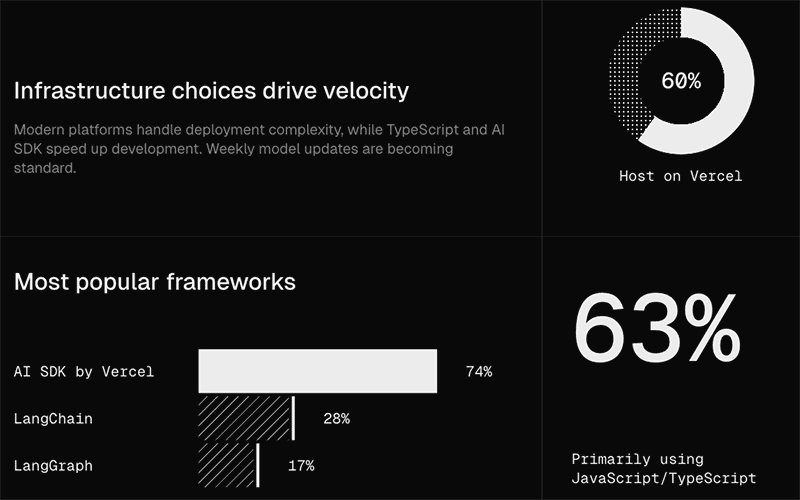 Infrastructure choices drive velocity
Modern platforms handle deployment complexity, while TypeScript and AI
SDK speed up development. Weekly model updates are becoming
standard.
60%
Host on Vercel
Most popular frameworks
AI SDK by Vercel
74%
LangChain
28%
LangGraph
17%
63%
Primarily using
JavaScript/TypeScript